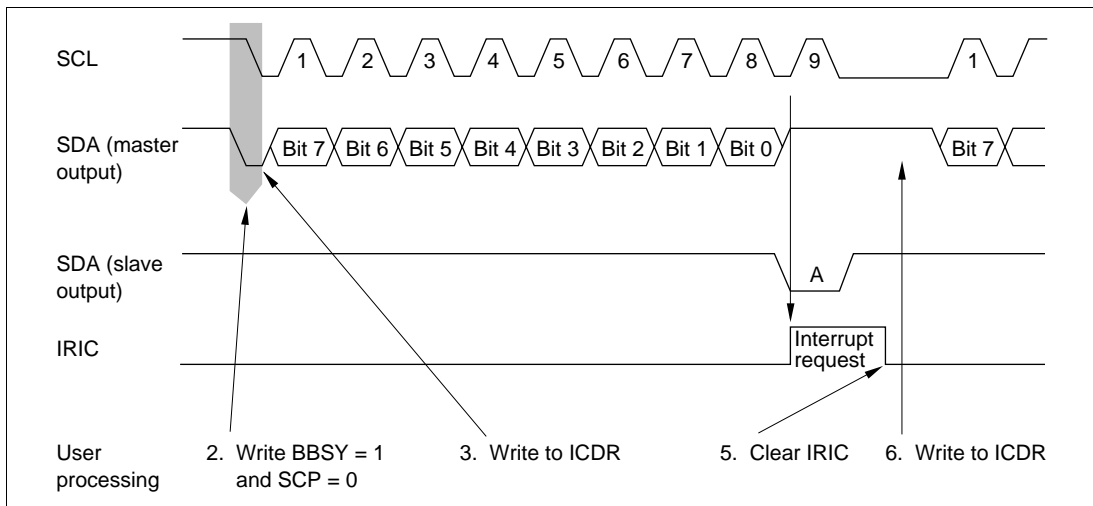 SCL
1 2 3 4 5 6 7 8 9 1
SDA (master
output)
Bit 7 Bit 6 Bit 5 Bit 4 Bit 3 Bit 2 Bit 1 Bit 0 Bit 7
SDA (slave
output)
A
IRIC
Interrupt
request
User
processing
2. Write BBSY = 1
and SCP = 0
3. Write to ICDR
5. Clear IRIC
6. Write to ICDR